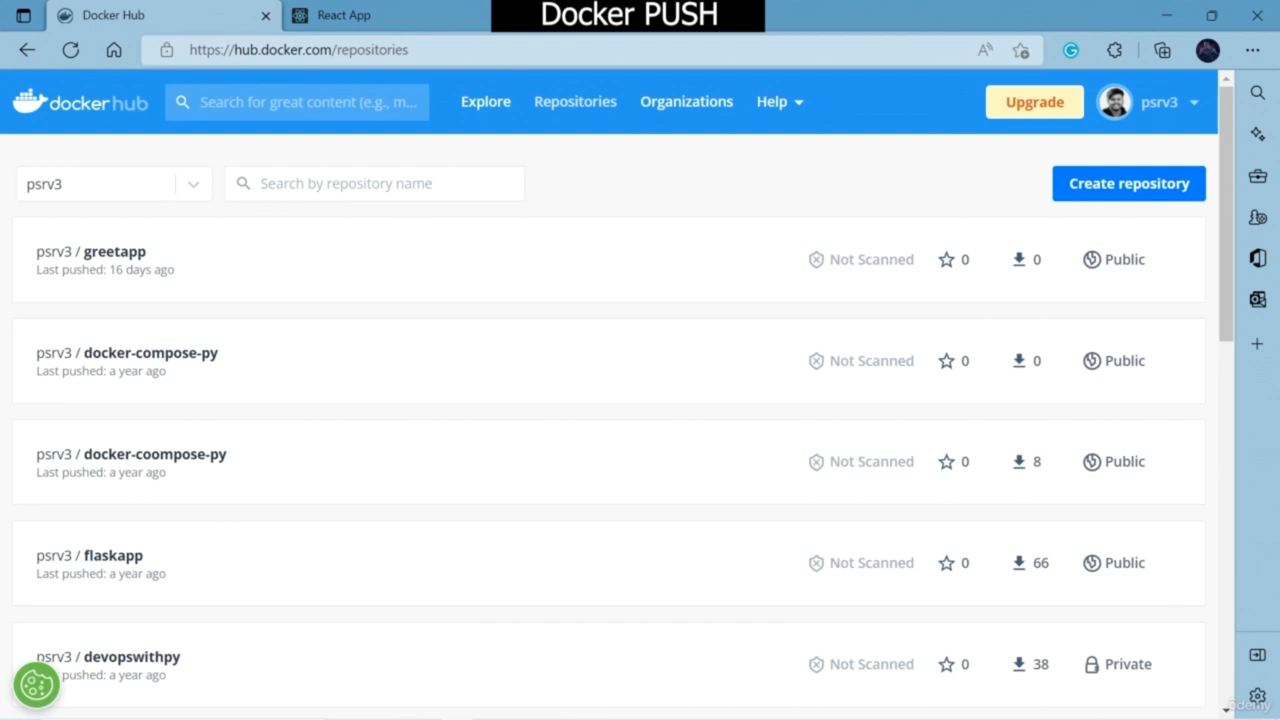 Docker PUSH
Docker Hub
React App
https://hub.docker.com/repositories
docker hub
Search for great content (e.g., m...
Explore
Repositories
Organizations
Help
Upgrade
psrv3
psrv3
Search by repository name
Create repository
psrv3 / greetapp
Last pushed: 16 days ago
Not Scanned
0
0
Public
psrv3 / docker-compose-py
Last pushed: a year ago
Not Scanned
0
0
Public
psrv3 / docker-coompose-py
Last pushed: a year ago
Not Scanned
0
8
Public
psrv3 / flaskapp
Last pushed: a year ago
Not Scanned
0
66
Public
psrv3 / devopswithpy
pushed: a year ago
Not Scanned
0
38
Private
udemy